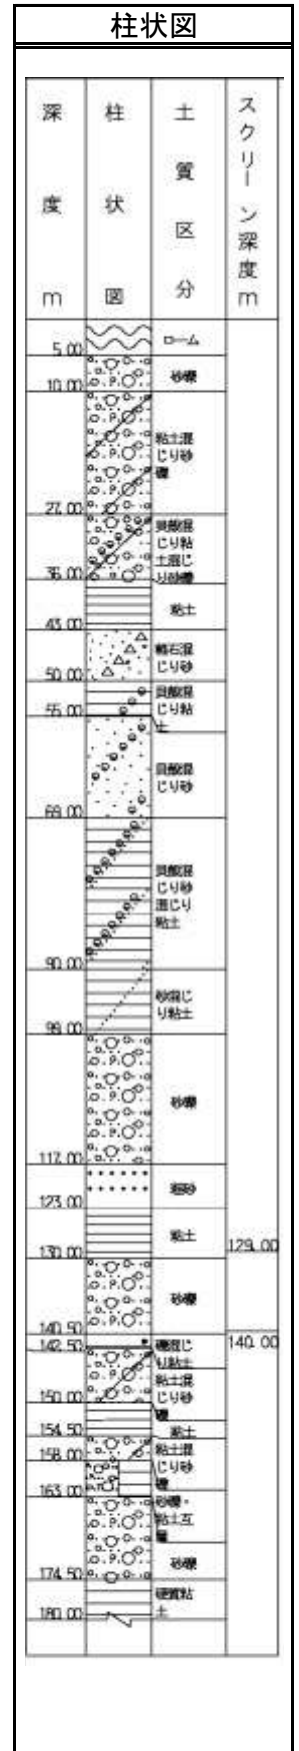 柱状図
深度m
柱状図
土質区分
スクリーン深度m
ローム
5.00
砂礫
10.00
粘土混
じり砂
礫
27.00
貝殻混
じり粘
土混じ
り砂礫
36.00
粘土
43.00
軽石混
じり砂
50.00
貝殻混
じり粘
土
55.00
貝殻混
じり砂
69.00
貝殻混
じり砂
混じり
粘土
90.00
砂混じ
り粘土
99.00
砂礫
117.00
粗砂
123.00
粘土
130.00
129.00
砂礫
140.50
140.00
142.50
礫混じ
り粘土
粘土混
じり砂
礫
150.00
粘土
154.50
粘土混
じり砂
礫
158.00
砂礫・
粘土互
層
163.00
砂礫
174.50
硬質粘
土
180.00